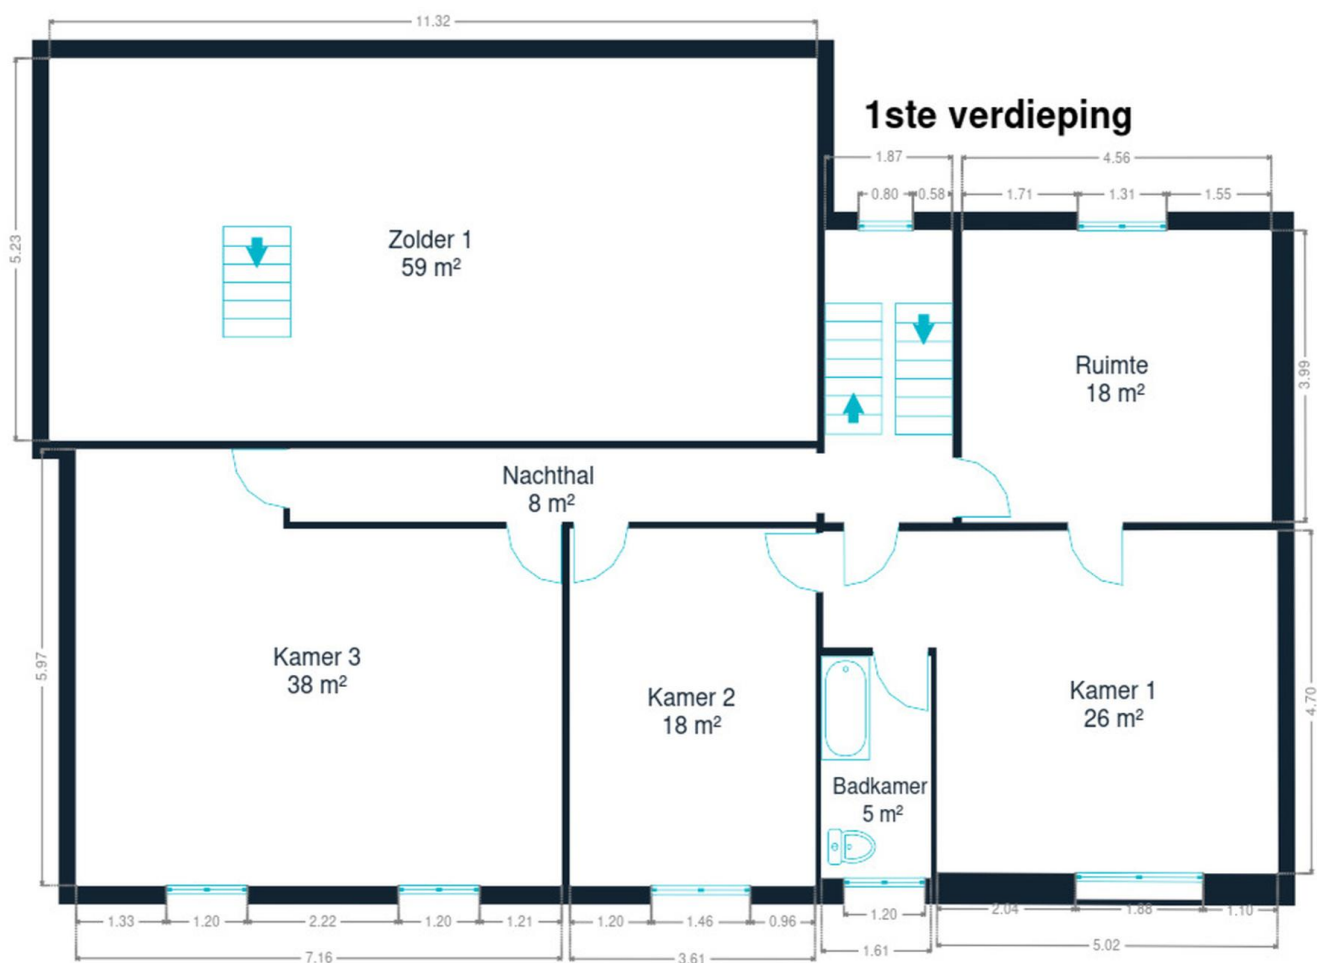 11.32
1ste verdieping
1.87
4.56
0.80
0.58
1.71
1.31
1.55
5.23
Zolder 1
59 m²
Ruimte
18 m²
3.99
Nachthal
8 m²
5.97
Kamer 3
38 m²
Kamer 2
18 m²
Kamer 1
26 m²
4.70
Badkamer
5 m²
1.33
1.20
2.22
1.20
1.21
1.20
1.46
0.96
1.20
2.04
1.88
1.10
7.16
3.61
1.61
5.02